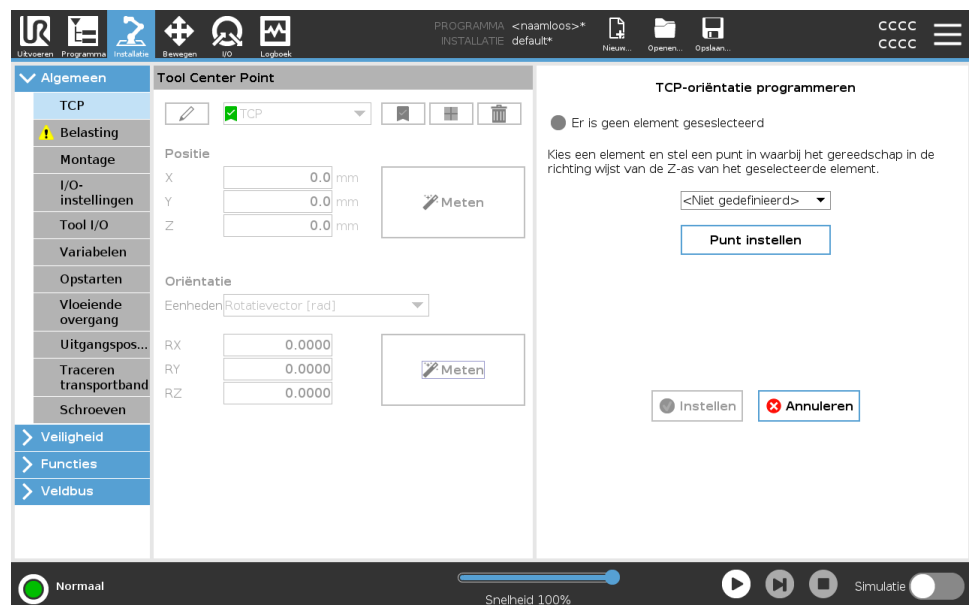 PROGRAMMA <naamloos>*
INSTALLATIE default*
Uitvoeren
Programma
Installatie
Bewegen
I/O
Logboek
Nieuw...
Openen...
Opslaan...
CCCC
CCCC
Algemeen
TCP
Belasting
Montage
I/O-
instellingen
Tool I/O
Variabelen
Opstarten
Vloeiende
overgang
Uitgangspos...
Traceren
transportband
Schroeven
Veiligheid
Functies
Veldbus
Tool Center Point
TCP
Positie
X 0.0 mm
Y 0.0 mm
Z 0.0 mm
Meten
Oriëntatie
Eenheden Rotatievector [rad]
RX 0.0000
RY 0.0000
RZ 0.0000
Meten
TCP-oriëntatie programmeren
Er is geen element geseslecteerd
Kies een element en stel een punt in waarbij het gereedschap in de
richting wijst van de Z-as van het geselecteerde element.
<Niet gedefinieerd>
Punt instellen
Instellen
Annuleren
Normaal
Snelheid 100%
Simulatie